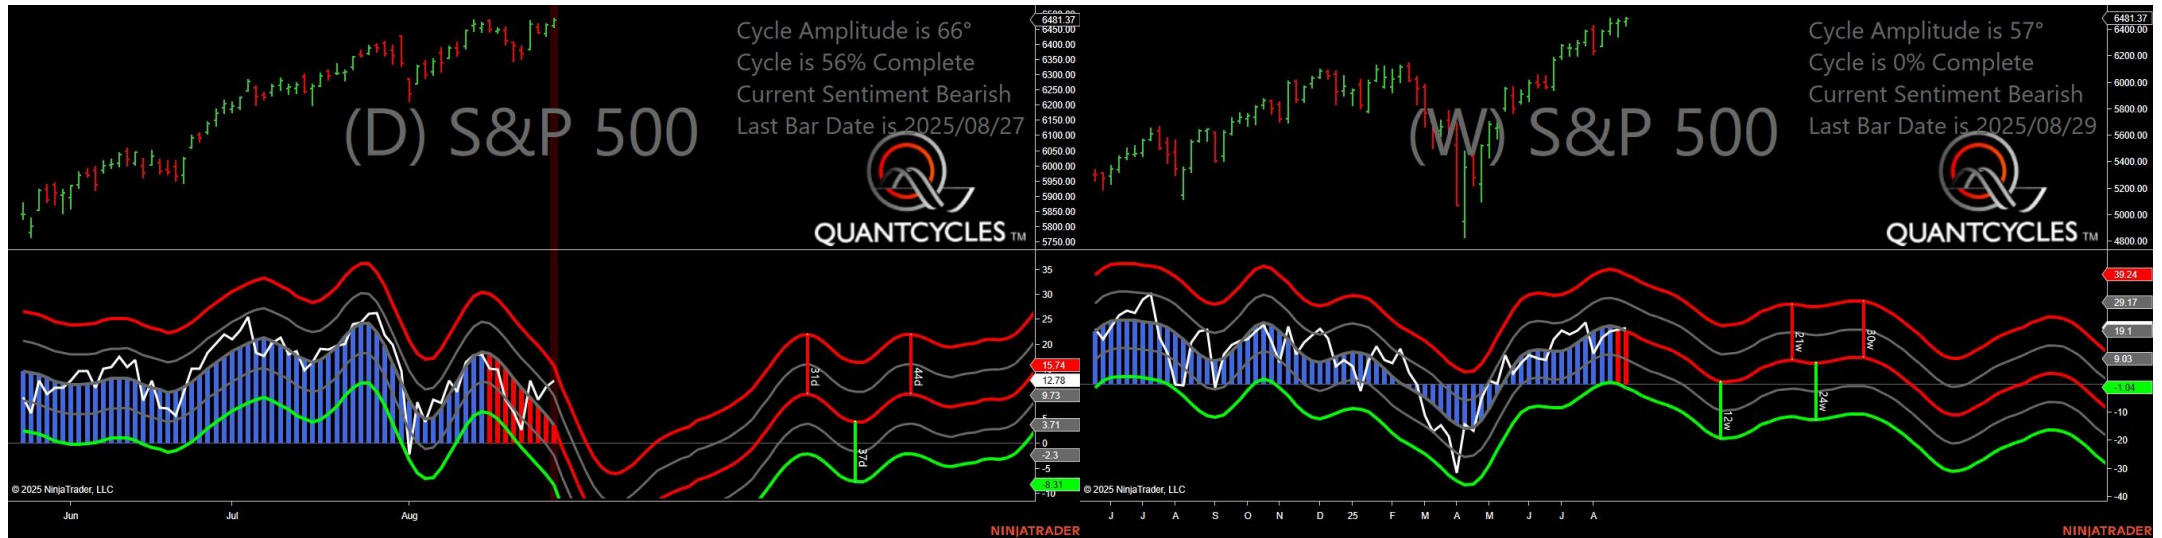 Cycle Amplitude is 66°
Cycle is 56% Complete
Current Sentiment Bearish
Last Bar Date is 2025/08/27
(D) S&P 500
QUANTCYCLES TM
6481.37
6450.00
6400.00
6350.00
6300.00
6250.00
6200.00
6150.00
6100.00
6050.00
6000.00
5950.00
5900.00
5850.00
5800.00
5750.00
35
30
25
20
15.74
12.78
9.73
3.71
0
-2.3
-5
-8.31
-10
31d
44d
37d
© 2025 NinjaTrader, LLC
Jun Jul Aug
NINJATRADER
Cycle Amplitude is 57°
Cycle is 0% Complete
Current Sentiment Bearish
Last Bar Date is 2025/08/29
(W) S&P 500
QUANTCYCLES TM
6481.37
6400.00
6200.00
6000.00
5800.00
5600.00
5400.00
5200.00
5000.00
4800.00
39.24
29.17
19.1
9.03
-1.04
-10
-20
-30
-40
21w
30w
12w
24w
© 2025 NinjaTrader, LLC
J J A S O N D 25 F M A M J J A
NINJATRADER